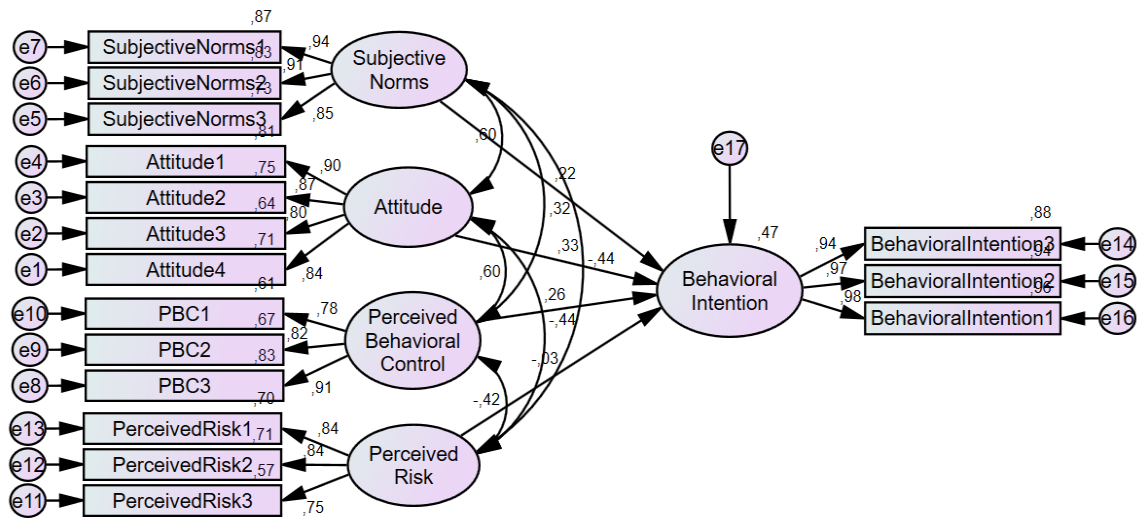 ,87
e7
SubjectiveNorms1
,94
,83
e6
SubjectiveNorms2
,91
,73
e5
SubjectiveNorms3
,85
Subjective
Norms
,81
e4
Attitude1
,90
,75
e3
Attitude2
,87
,64
e2
Attitude3
,80
,71
e1
Attitude4
,84
Attitude
,61
e10
PBC1
,78
,67
e9
PBC2
,82
,83
e8
PBC3
,91
Perceived
Behavioral
Control
,70
e13
PerceivedRisk1
,84
,71
e12
PerceivedRisk2
,84
,57
e11
PerceivedRisk3
,75
Perceived
Risk
,60
,22
,32
,33
-,44
,60
,26
-,44
-,03
-,42
e17
,47
Behavioral
Intention
,88
,94
BehavioralIntention3
e14
,94
,97
BehavioralIntention2
e15
,96
,98
BehavioralIntention1
e16